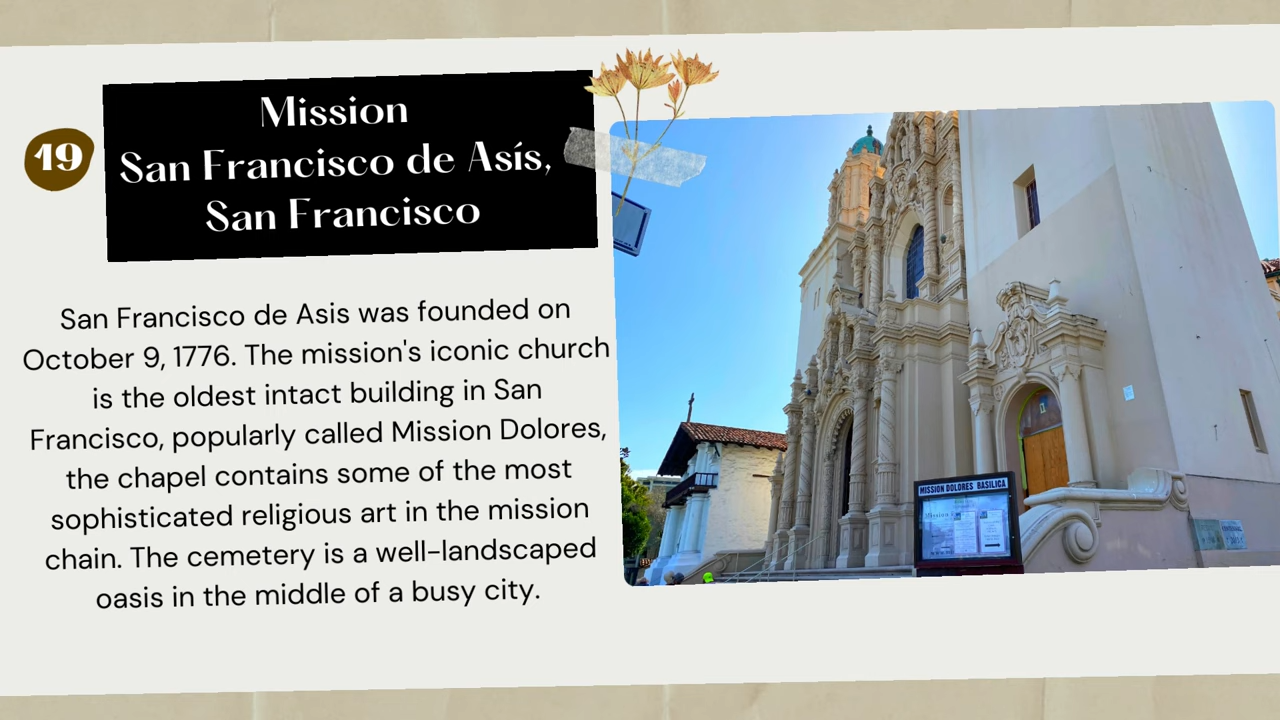 19
Mission
San Francisco de Asís,
San Francisco
San Francisco de Asis was founded on
October 9, 1776. The mission's iconic church
is the oldest intact building in San
Francisco, popularly called Mission Dolores,
the chapel contains some of the most
sophisticated religious art in the mission
chain. The cemetery is a well-landscaped
oasis in the middle of a busy city.
MISSION DOLORES BASILICA